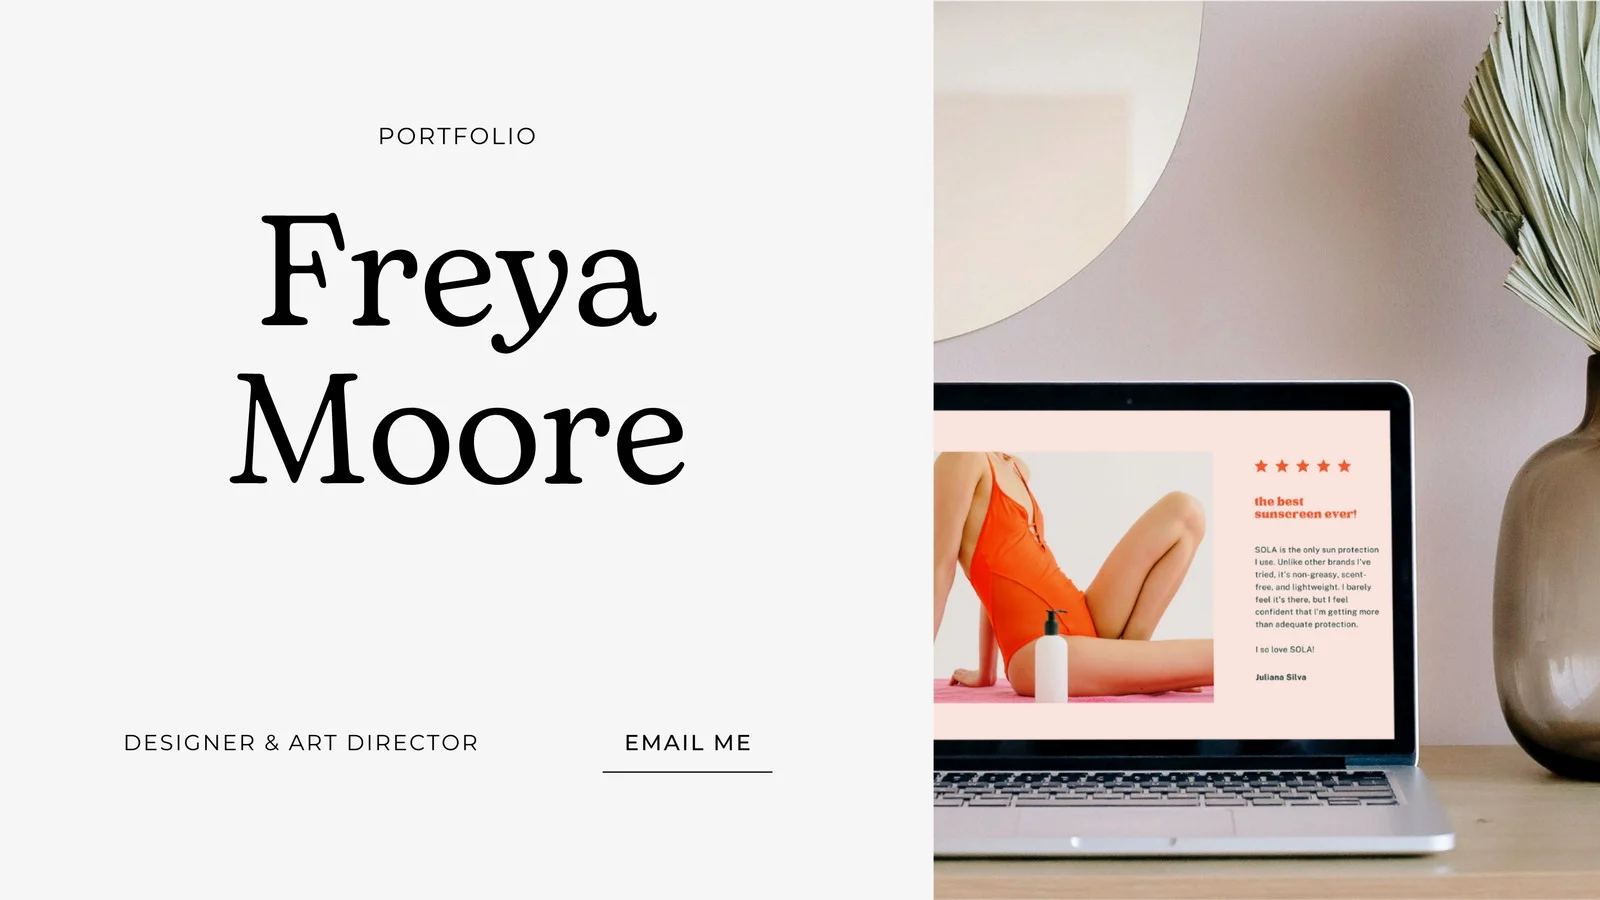 PORTFOLIO
Freya
Moore
DESIGNER & ART DIRECTOR
EMAIL ME
the best
sunscreen ever!
SOLA is the only sun protection
I use. Unlike other brands I've
tried, it's non-greasy, scent-
free, and lightweight. I barely
feel it's there, but I feel
confident that I'm getting more
than adequate protection.
I so love SOLA!
Juliana Silva